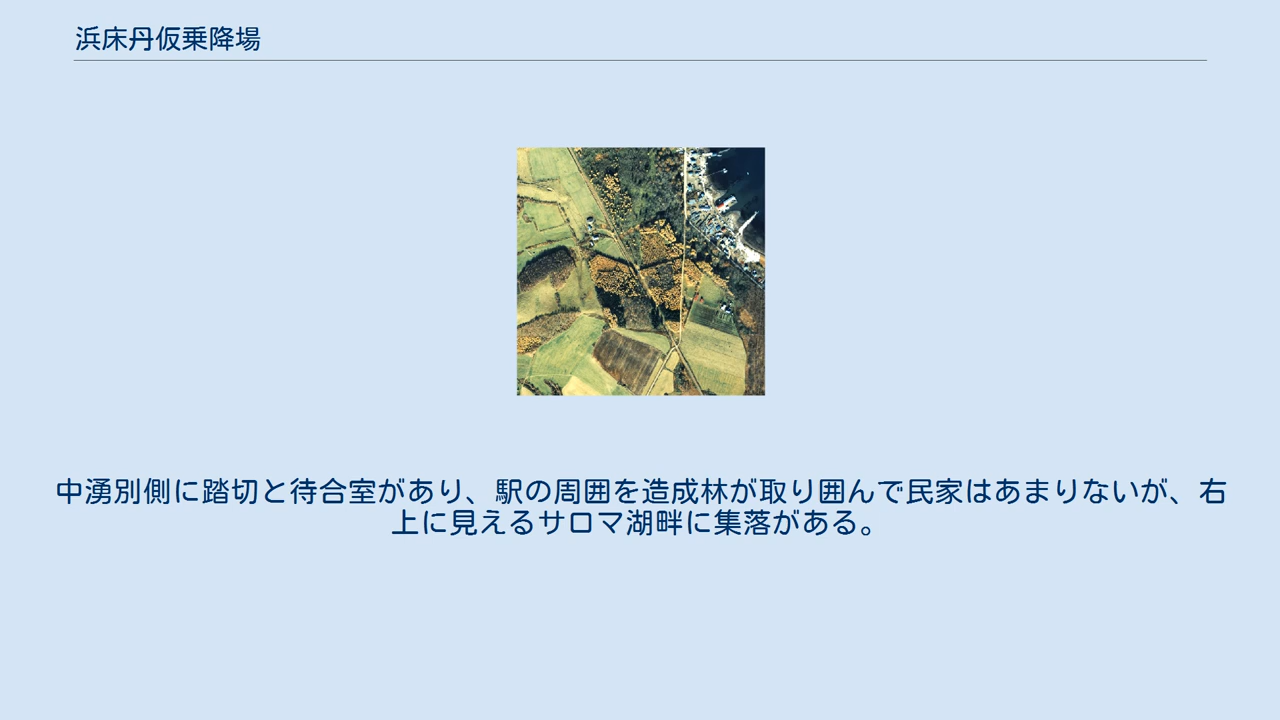 浜床丹仮乗降場
中湧別側に踏切と待合室があり、駅の周囲を造成林が取り囲んで民家はあまりないが、右
上に見えるサロマ湖畔に集落がある。